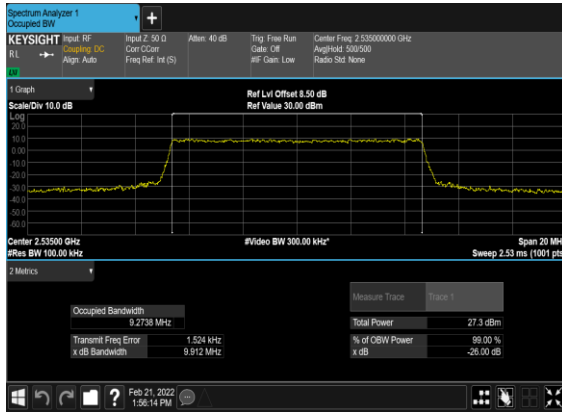 Spectrum Analyzer 1
Occupied BW
+
KEYSIGHT
RL
Input: RF
Coupling: DC
Align: Auto
Input Z: 50 Ω
Corr CCorr
Freq Ref: Int (S)
Atten: 40 dB
Trig: Free Run
Gate: Off
#IF Gain: Low
Center Freq: 2.535000000 GHz
Avg|Hold: 500/500
Radio Std: None
1 Graph
Scale/Div 10.0 dB
Ref Lvl Offset 8.50 dB
Ref Value 30.00 dBm
Log
20.0
10.0
0.00
-10.0
-20.0
-30.0
-40.0
-50.0
-60.0
Center 2.53500 GHz
#Res BW 100.00 kHz
#Video BW 300.00 kHz*
Span 20 MH
Sweep 2.53 ms (1001 pts
2 Metrics
Measure Trace Trace 1
Occupied Bandwidth
9.2738 MHz
Total Power 27.3 dBm
Transmit Freq Error 1.524 kHz
% of OBW Power 99.00 %
x dB Bandwidth 9.912 MHz
x dB -26.00 dB
?
Feb 21, 2022
1:56:14 PM